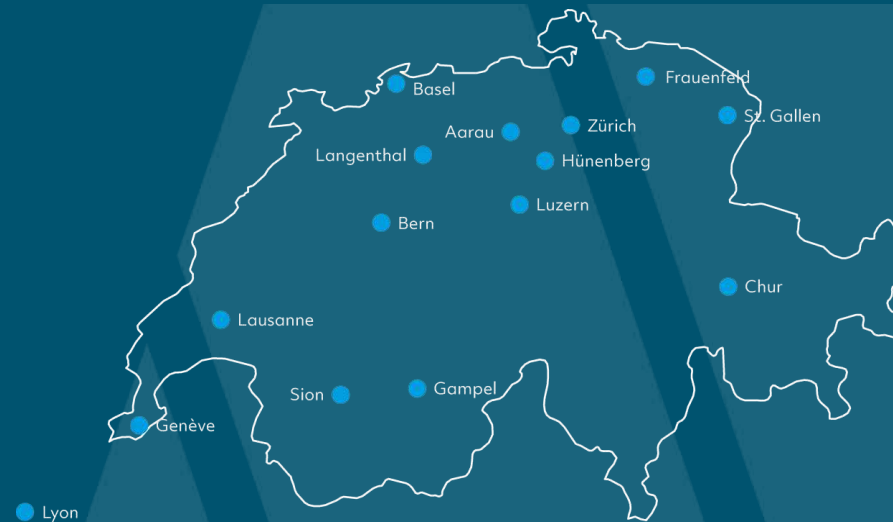 Frauenfeld
Basel
St. Gallen
Zürich
Aarau
Langenthal
Hünenberg
Luzern
Bern
Chur
Lausanne
Gampel
Sion
Genève
Lyon